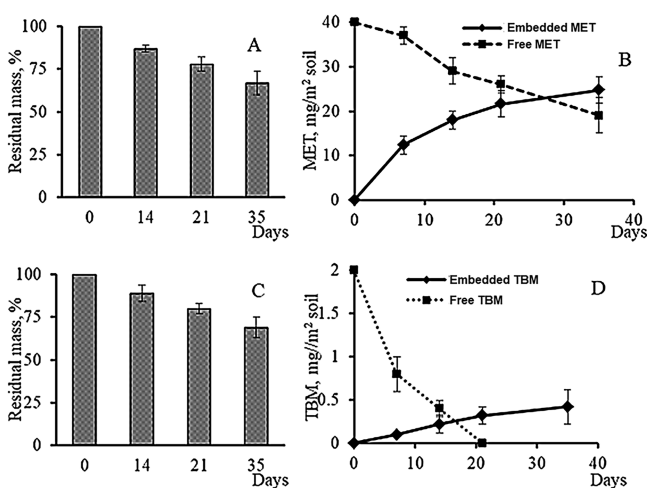 Residual mass, %
100
75
50
25
0
0 14 21 35
Days
A
MET, mg/m² soil
40
30
20
10
0
0 10 20 30 40
Days
Embedded MET
Free MET
B
Residual mass, %
100
75
50
25
0
0 14 21 35
Days
C
TBM, mg//m² soil
2
1.5
1
0.5
0
0 10 20 30 40
Days
Embedded TBM
Free TBM
D